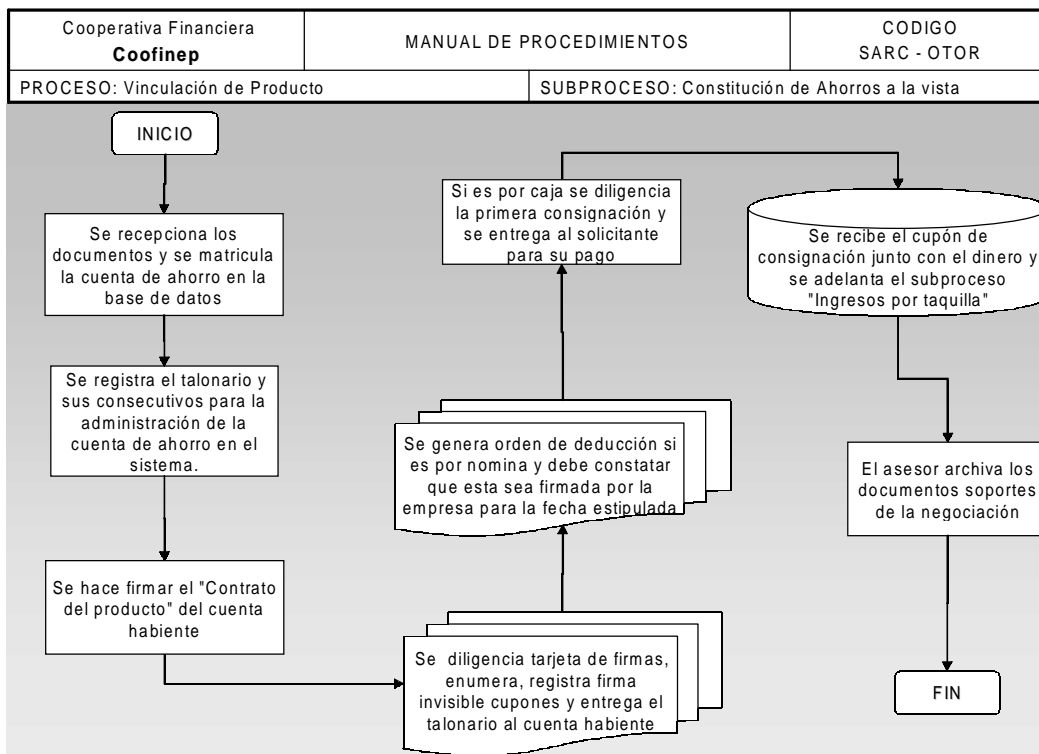 Cooperativa Financiera
Coofinep
MANUAL DE PROCEDIMIENTOS
CODIGO
SARC - OTOR
PROCESO: Vinculación de Producto
SUBPROCESO: Constitución de Ahorros a la vista
INICIO
Se recepciona los
documentos y se matricula
la cuenta de ahorro en la
base de datos
Se registra el talonario y
sus consecutivos para la
administración de la
cuenta de ahorro en el
sistema.
Se hace firmar el "Contrato
del producto" del cuenta
habiente
Se diligencia tarjeta de firmas,
enumera, registra firma
invisible cupones y entrega el
talonario al cuenta habiente
Se genera orden de deducción si
es por nomina y debe constatar
que esta sea firmada por la
empresa para la fecha estipulada
Si es por caja se diligencia
la primera consignación y
se entrega al solicitante
para su pago
Se recibe el cupón de
consignación junto con el dinero y
se adelanta el subproceso
"Ingresos por taquilla"
El asesor archiva los
documentos soportes
de la negociación
FIN